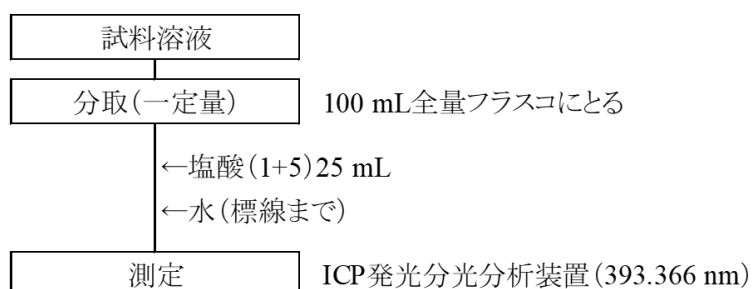 試料溶液
分取(一定量) 100 mL全量フラスコにとる
←塩酸(1+5)25 mL
←水(標線まで)
測定 ICP発光分光分析装置(393.366 nm)